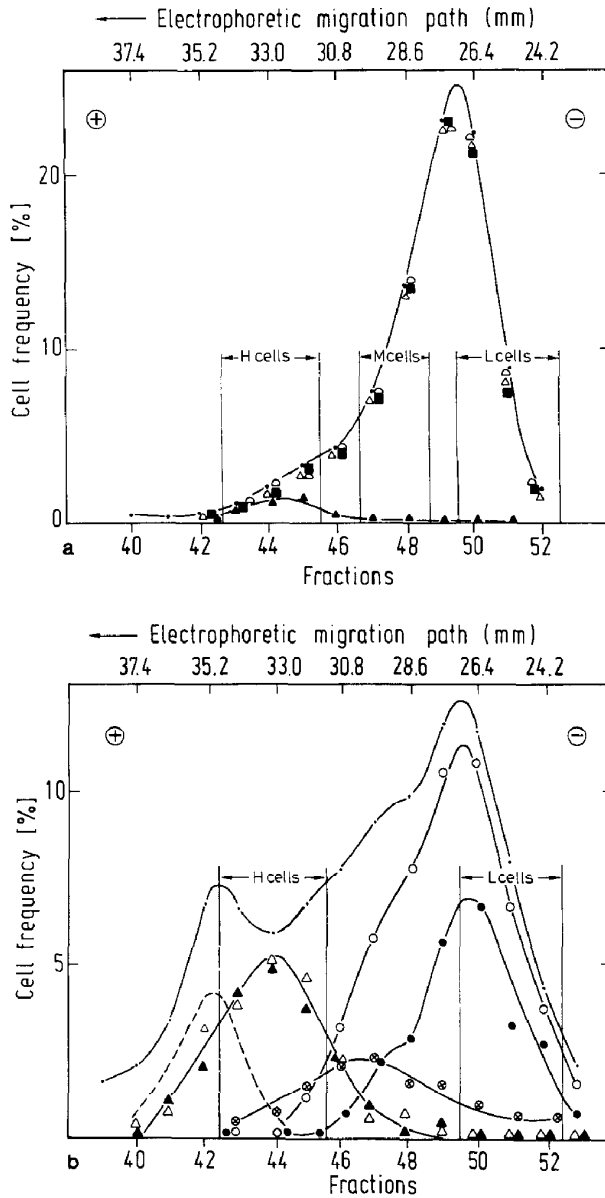 Electrophoretic migration path (mm)
37.4 35.2 33.0 30.8 28.6 26.4 24.2
+ −
Cell frequency [%]
20
10
0
H cells M cells L cells
40 42 44 46 48 50 52
a Fractions
Electrophoretic migration path (mm)
37.4 35.2 33.0 30.8 28.6 26.4 24.2
+ −
Cell frequency [%]
10
5
H cells L cells
b 40 42 44 46 48 50 52
Fractions